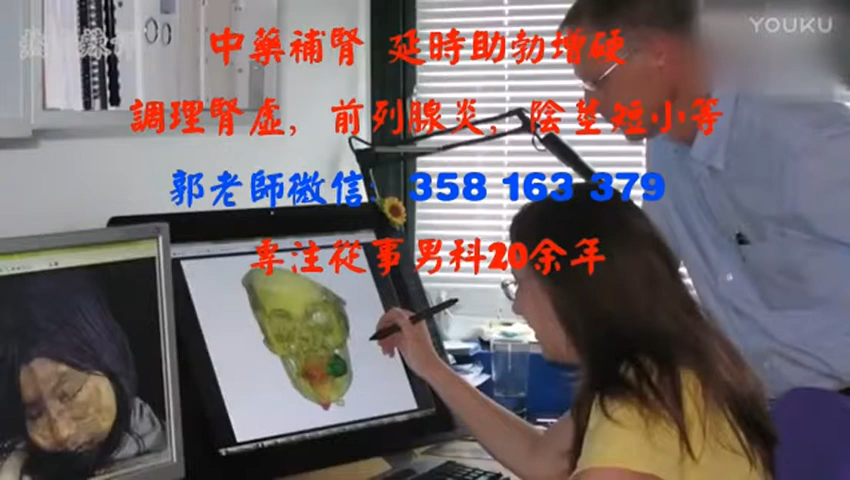 YOUKU
中藥補腎 延時助勃增硬
調理腎虛，前列腺炎，陰莖短小等
郭老師微信：358 163 379
專注從事男科20余年